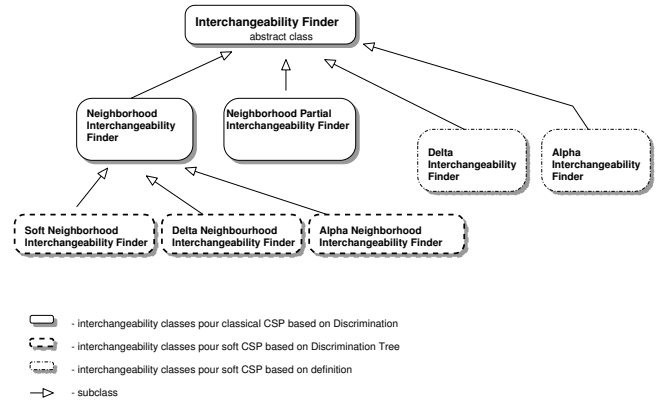 Interchangeability Finder
abstract class
Neighborhood
Interchangeability
Finder
Neighborhood Partial
Interchangeability Finder
Delta
Interchangeability
Finder
Alpha
Interchangeability
Finder
Soft Neighborhood
Interchangeability Finder
Delta Neighbourhood
Interchangeability Finder
Alpha Neighborhood
Interchangeability Finder
- interchangeability classes pour classical CSP based on Discrimination
- interchangeability classes pour soft CSP based on Discrimination Tree
- interchangeability classes pour soft CSP based on definition
- subclass